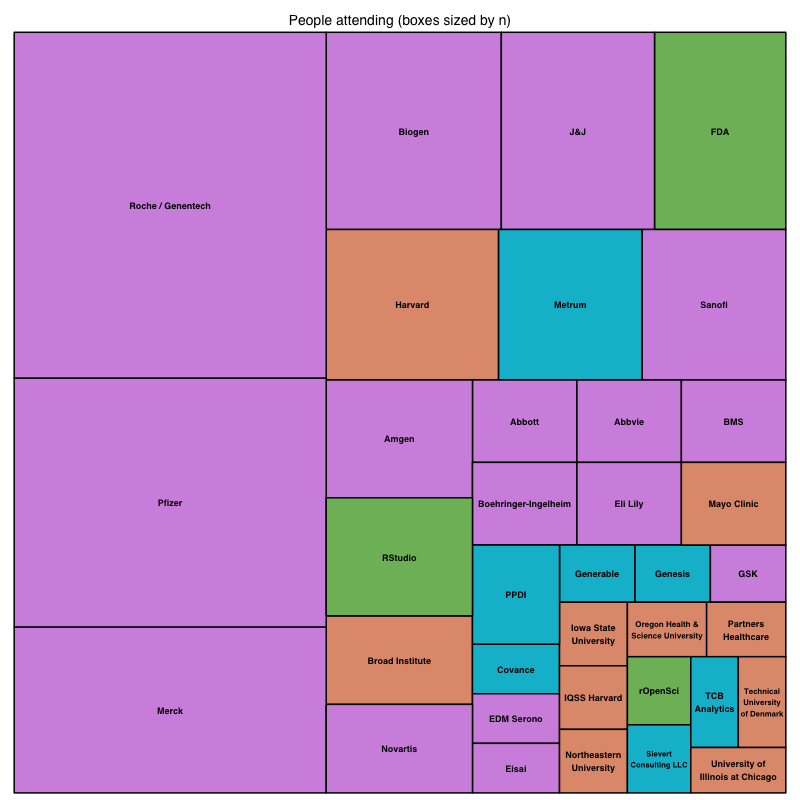 People attending (boxes sized by n)
Roche / Genentech
Biogen
J&J
FDA
Harvard
Metrum
Sanofi
Pfizer
Merck
Amgen
RStudio
Broad Institute
Novartis
Abbott
Abbvie
BMS
Boehringer-Ingelheim
Eli Lily
Mayo Clinic
PPDI
Covance
EDM Serono
Eisai
Generable
Genesis
GSK
Iowa State
University
IQSS Harvard
Northeastern
University
Oregon Health &
Science University
Partners
Healthcare
rOpenSci
Sievert
Consulting LLC
TCB
Analytics
Technical
University
of Denmark
University of
Illinois at Chicago